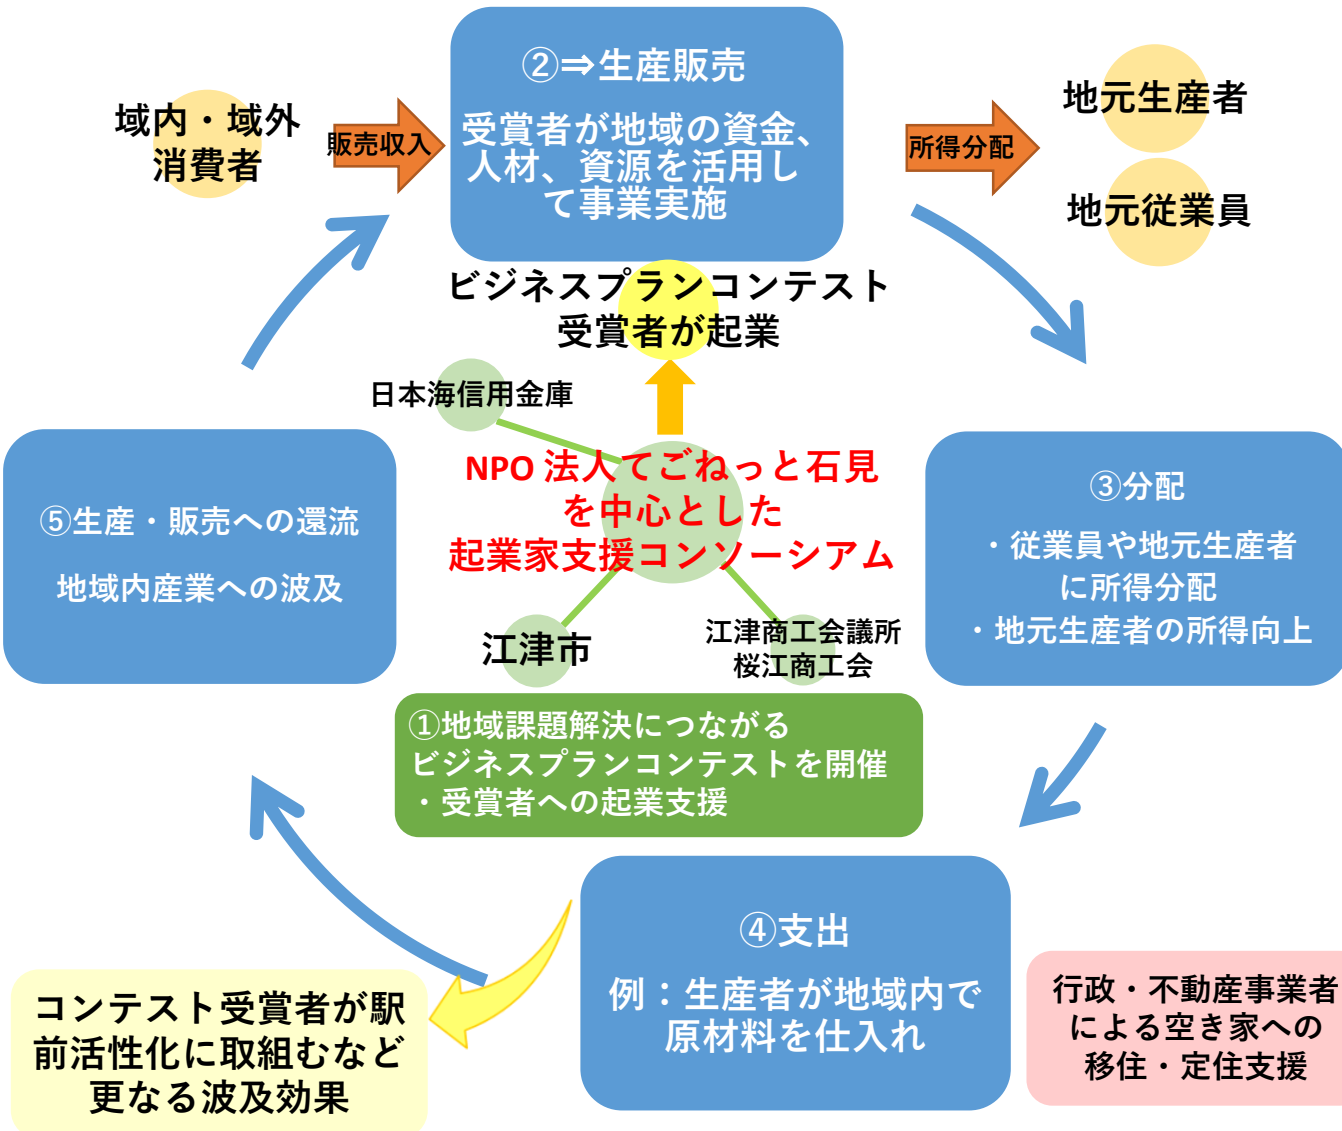 ②⇒生産販売
受賞者が地域の資金、
人材、資源を活用し
て事業実施
域内・域外
消費者
販売収入
所得分配
地元生産者
地元従業員
ビジネスプランコンテスト
受賞者が起業
日本海信用金庫
NPO 法人てごねっと石見
を中心とした
起業家支援コンソーシアム
江津市
江津商工会議所
桜江商工会
①地域課題解決につながる
ビジネスプランコンテストを開催
・受賞者への起業支援
③分配
・従業員や地元生産者
に所得分配
・地元生産者の所得向上
④支出
例：生産者が地域内で
原材料を仕入れ
⑤生産・販売への還流
地域内産業への波及
コンテスト受賞者が駅
前活性化に取組むなど
更なる波及効果
行政・不動産事業者
による空き家への
移住・定住支援